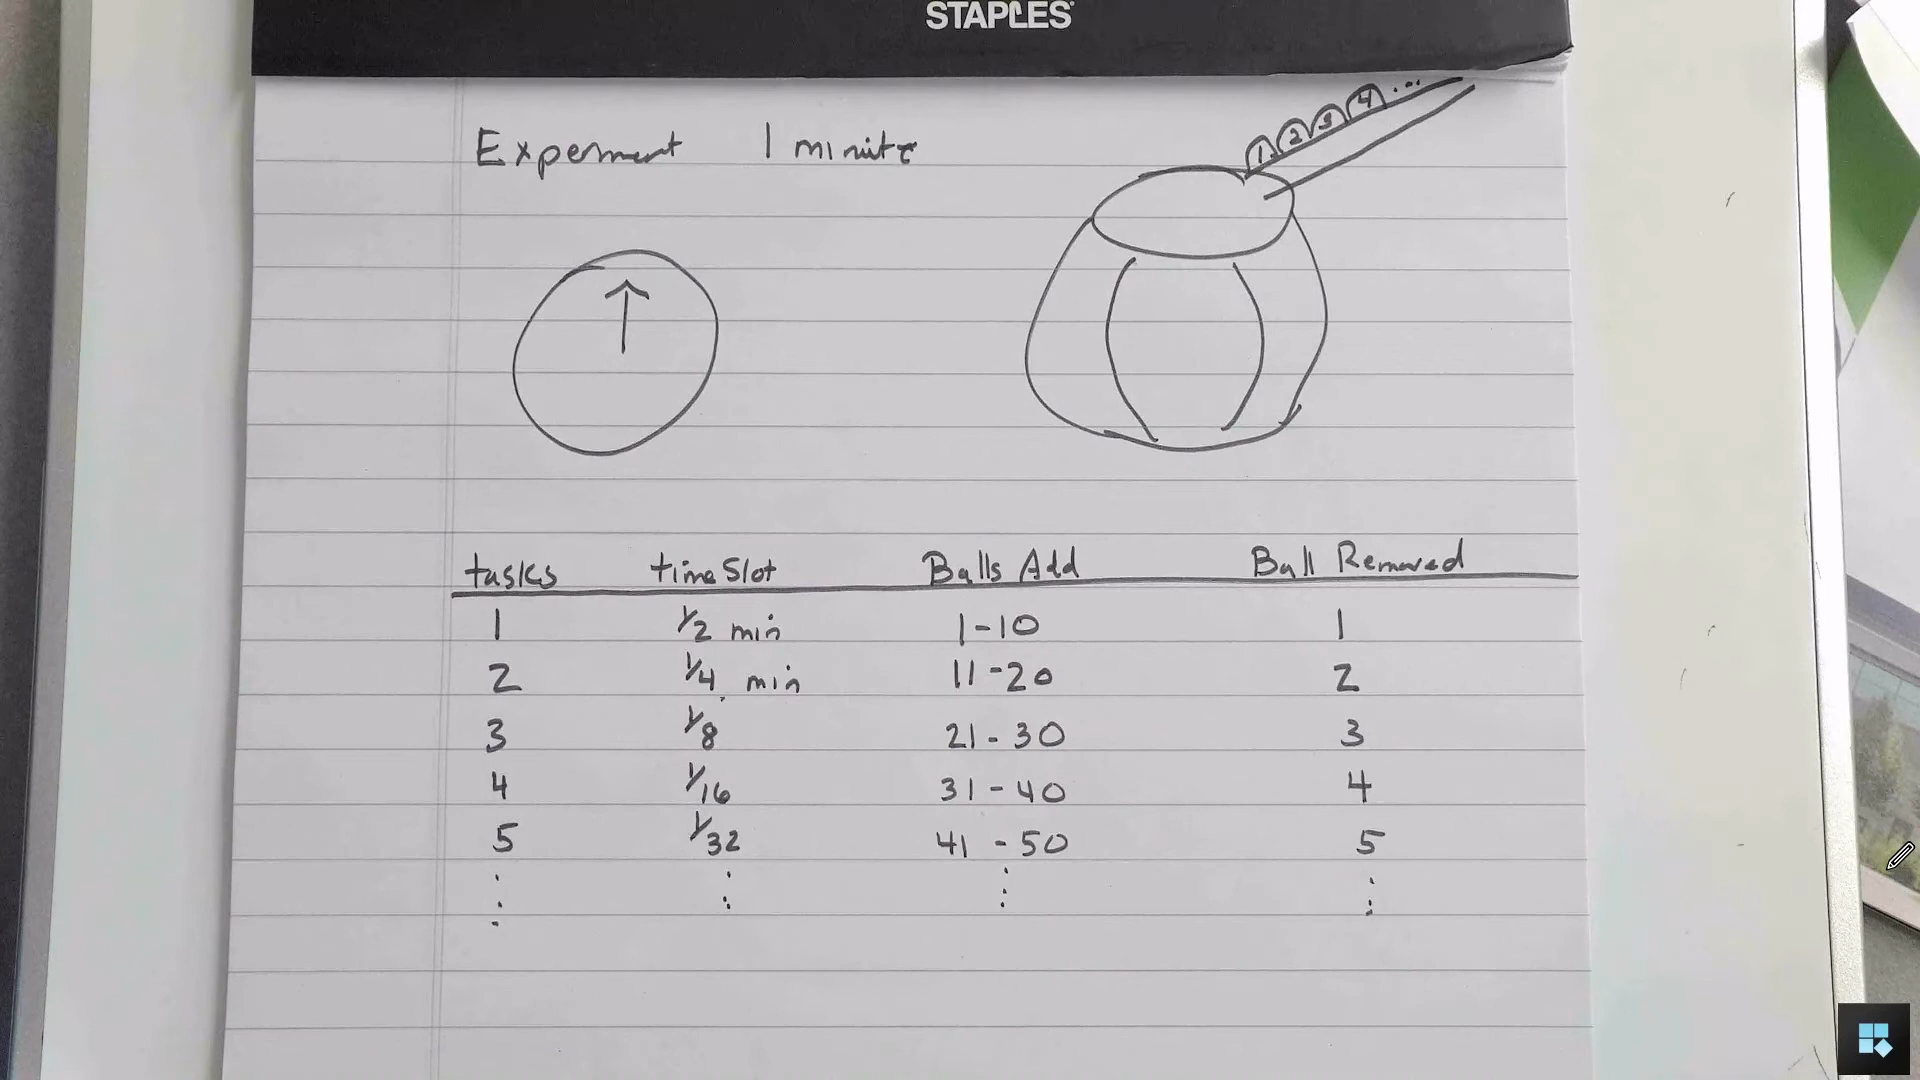 STAPLES
Experment 1 minute
1 2 3 4 ...
tasks time Slot Balls Add Ball Removed
1 1/2 min 1-10 1
2 1/4 min 11-20 2
3 1/8 21-30 3
4 1/16 31-40 4
5 1/32 41-50 5